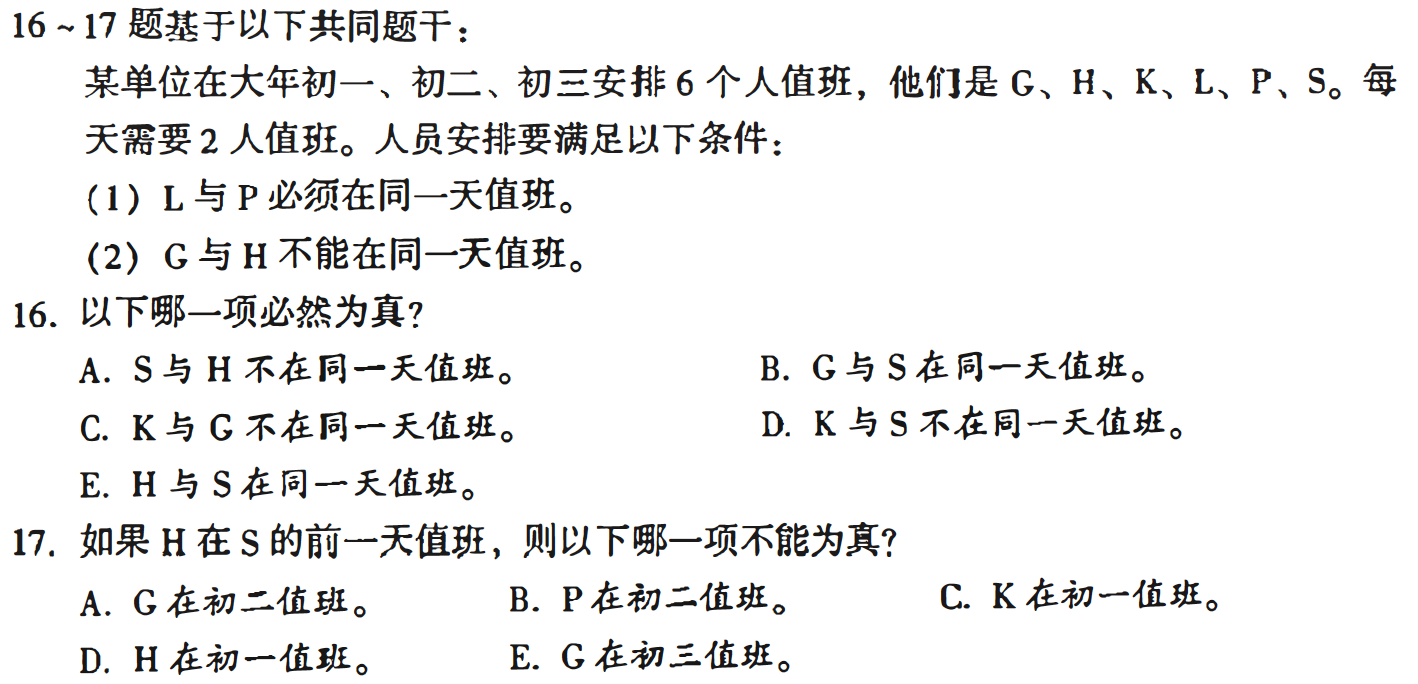 16～17 题基于以下共同题干：
某单位在大年初一、初二、初三安排 6 个人值班，他们是 G、H、K、L、P、S。每
天需要 2 人值班。人员安排要满足以下条件：
（1）L 与 P 必须在同一天值班。
（2）G 与 H 不能在同一天值班。
16. 以下哪一项必然为真？
A. S 与 H 不在同一天值班。 B. G 与 S 在同一天值班。
C. K 与 G 不在同一天值班。 D. K 与 S 不在同一天值班。
E. H 与 S 在同一天值班。
17. 如果 H 在 S 的前一天值班，则以下哪一项不能为真？
A. G 在初二值班。 B. P 在初二值班。 C. K 在初一值班。
D. H 在初一值班。 E. G 在初三值班。